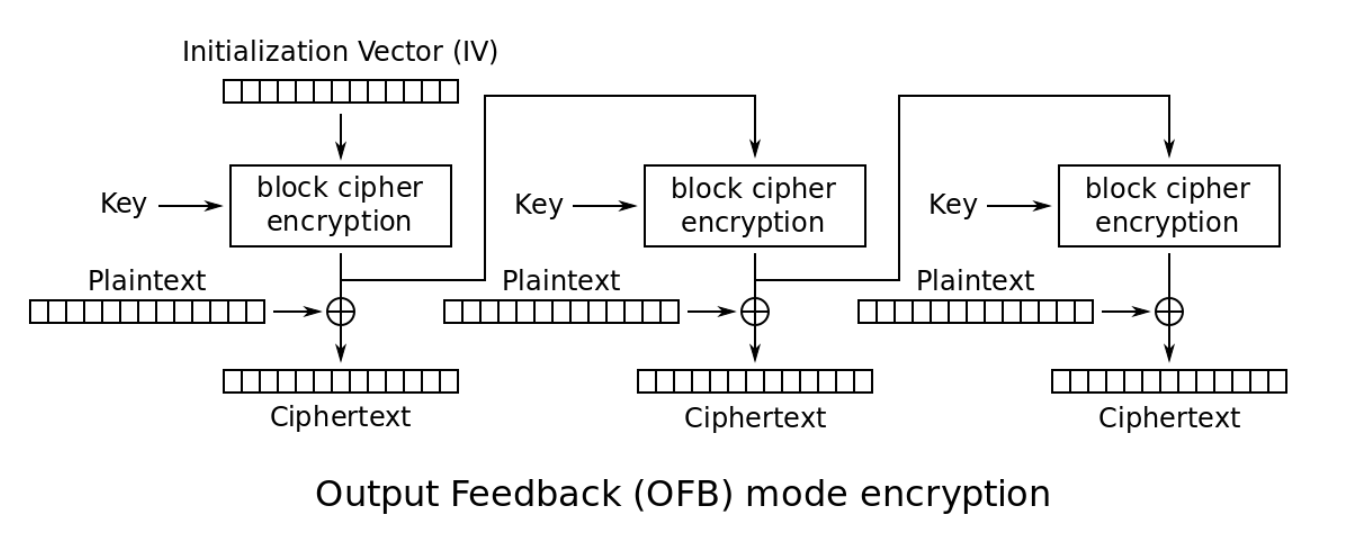 Initialization Vector (IV)
Key
block cipher
encryption
Key
block cipher
encryption
Key
block cipher
encryption
Plaintext
Plaintext
Plaintext
Ciphertext
Ciphertext
Ciphertext
Output Feedback (OFB) mode encryption